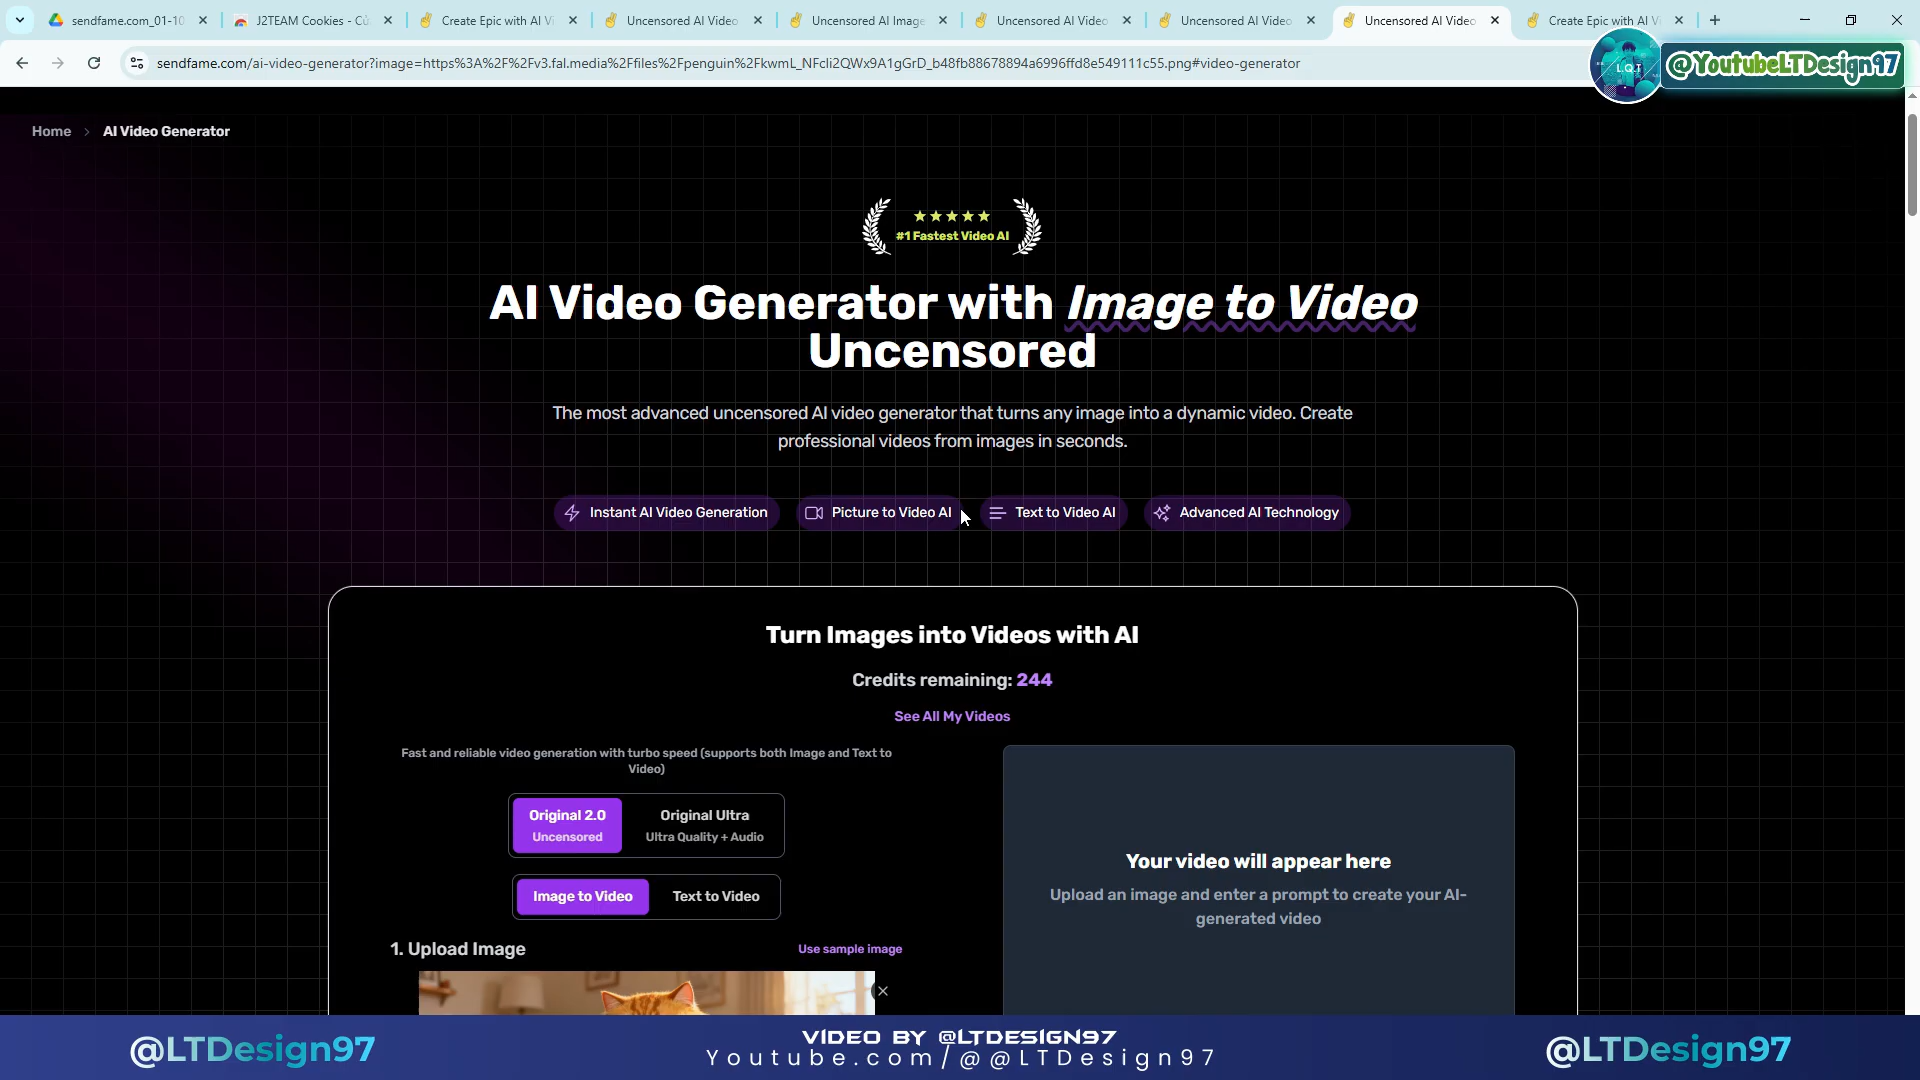 sendfame.com_01-10
J2TEAM Cookies - Cử
Create Epic with AI Vi
Uncensored AI Video
Uncensored AI Image
Uncensored AI Video
Uncensored AI Video
Uncensored AI Video
Create Epic with AI Vi
sendfame.com/ai-video-generator?image=https%3A%2F%2Fv3.fal.media%2Ffiles%2Fpenguin%2FkwmL_NFcli2QWx9A1gGrD_b48fb88678894a6996ffd8e549111c55.png#video-generator
L.Q.T
@YoutubeLTDesign97
Home > AI Video Generator
#1 Fastest Video AI
AI Video Generator with Image to Video
Uncensored
The most advanced uncensored AI video generator that turns any image into a dynamic video. Create
professional videos from images in seconds.
Instant AI Video Generation
Picture to Video AI
Text to Video AI
Advanced AI Technology
Turn Images into Videos with AI
Credits remaining: 244
See All My Videos
Fast and reliable video generation with turbo speed (supports both Image and Text to
Video)
Original 2.0
Uncensored
Original Ultra
Ultra Quality + Audio
Image to Video
Text to Video
1. Upload Image
Use sample image
Your video will appear here
Upload an image and enter a prompt to create your AI-
generated video
@LTDesign97
VIDEO BY @LTDESIGN97
Youtube.com/@@LTDesign97
@LTDesign97